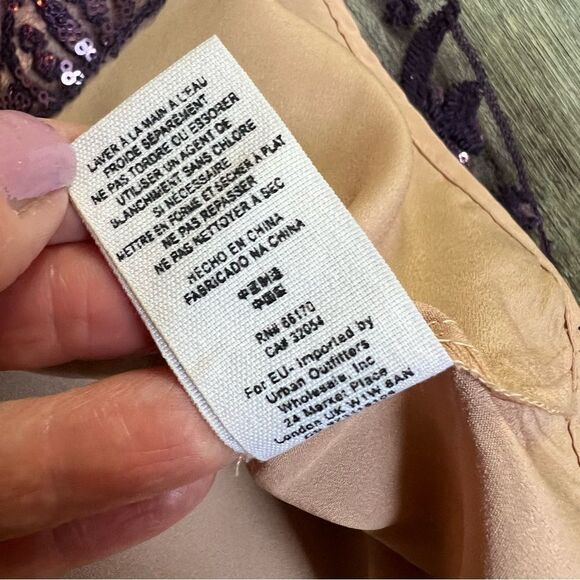 LAVER À LA MAIN À L'EAU
FROIDE SÉPARÉMENT
NE PAS TORDRE OU ESSORER
UTILISER UN AGENT DE
BLANCHIMENT SANS CHLORE
SI NÉCESSAIRE
METTRE EN FORME ET SÉCHER À PLAT
NE PAS REPASSER
NE PAS NETTOYER À SEC
HECHO EN CHINA
FABRICADO NA CHINA
中国制造
中國製
RN# 66170
CA# 32054
For EU- Imported by
Urban Outfitters
Wholesale, Inc
24 Market Place
London UK W1W 8AN